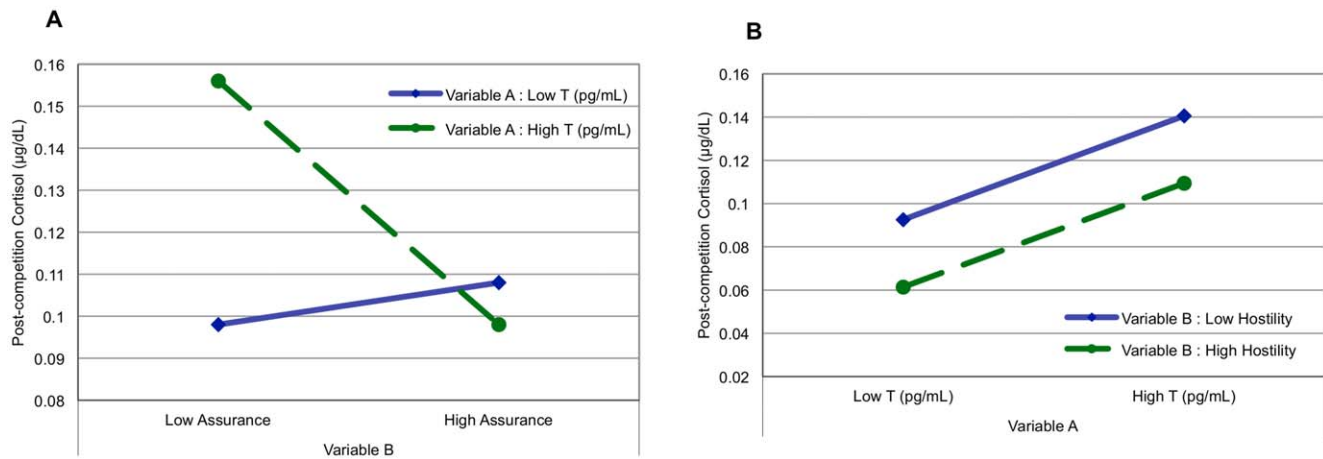 A
Post-competition Cortisol (µg/dL)
0.16
0.15
0.14
0.13
0.12
0.11
0.1
0.09
0.08
Variable A : Low T (pg/mL)
Variable A : High T (pg/mL)
Low Assurance
High Assurance
Variable B
B
Post-competition Cortisol (µg/dL)
0.16
0.14
0.12
0.1
0.08
0.06
0.04
0.02
Variable B : Low Hostility
Variable B : High Hostility
Low T (pg/mL)
High T (pg/mL)
Variable A